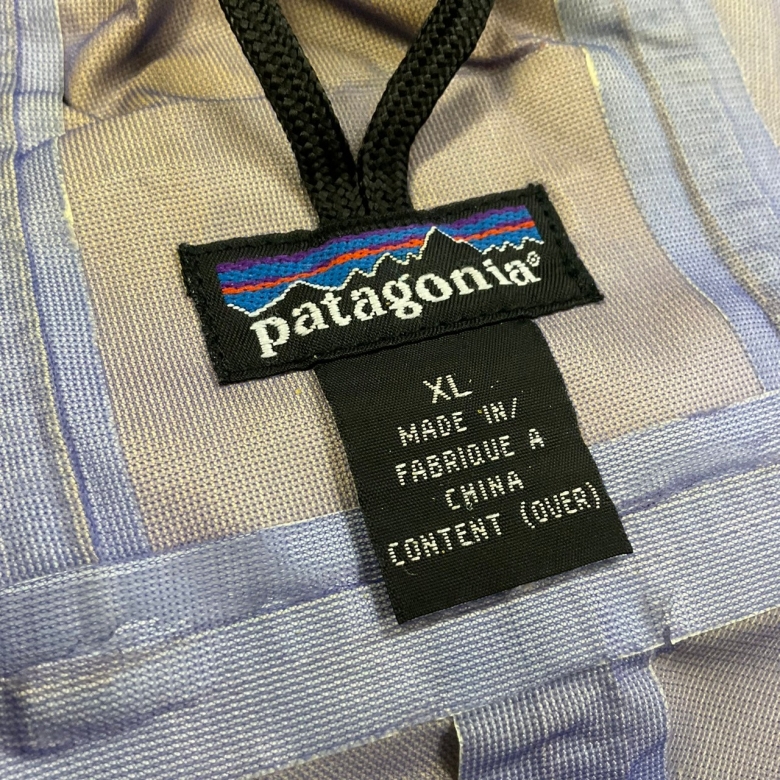 patagonia®
XL
MADE IN/
FABRIQUE A
CHINA
CONTENT (OVER)